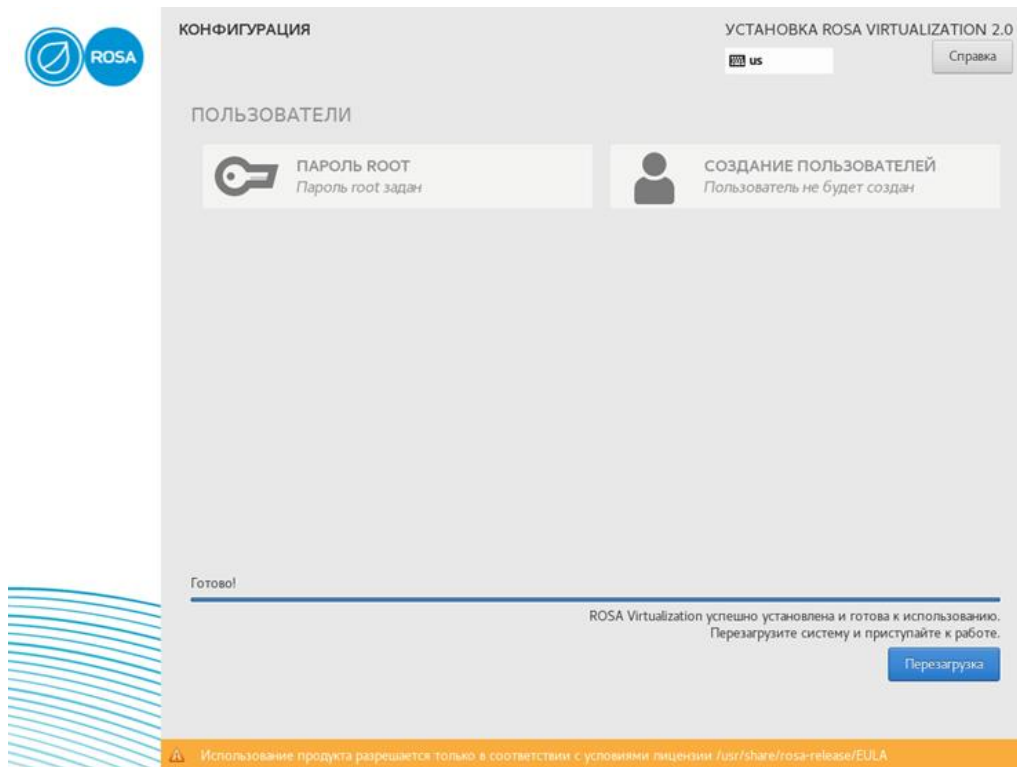 ROSA
КОНФИГУРАЦИЯ
УСТАНОВКА ROSA VIRTUALIZATION 2.0
us
Справка
ПОЛЬЗОВАТЕЛИ
ПАРОЛЬ ROOT
Пароль root задан
СОЗДАНИЕ ПОЛЬЗОВАТЕЛЕЙ
Пользователь не будет создан
Готово!
ROSA Virtualization успешно установлена и готова к использованию.
Перезагрузите систему и приступайте к работе.
Перезагрузка
Использование продукта разрешается только в соответствии с условиями лицензии /usr/share/rosa-release/EULA